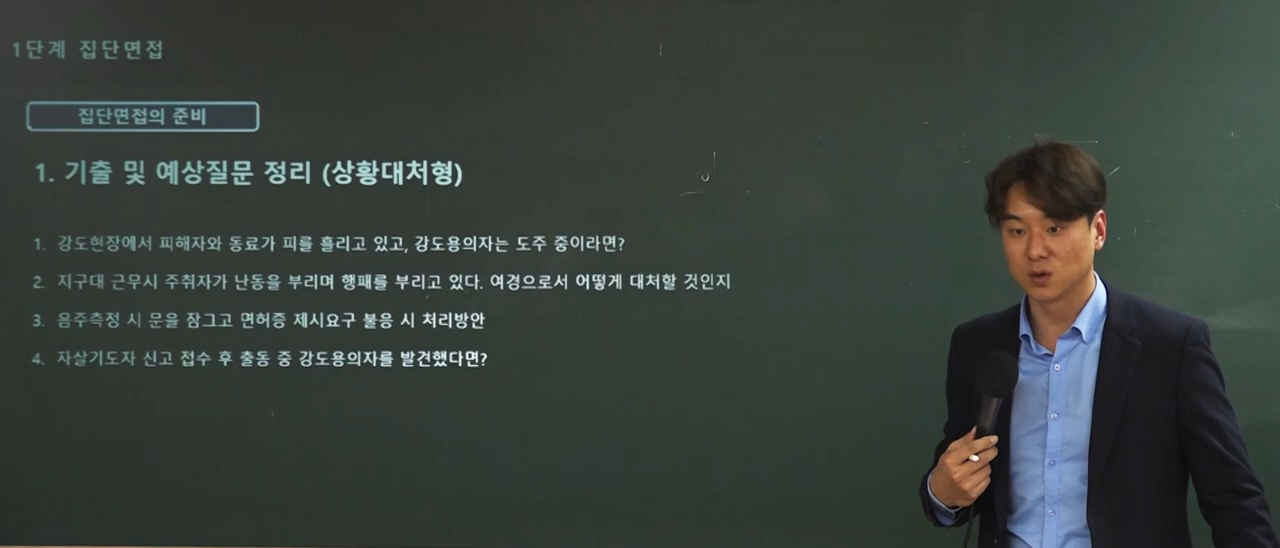 1단계 집단면접
집단면접의 준비
1. 기출 및 예상질문 정리 (상황대처형)
1. 강도현장에서 피해자와 동료가 피를 흘리고 있고, 강도용의자는 도주 중이라면?
2. 지구대 근무시 주취자가 난동을 부리며 행패를 부리고 있다. 여경으로서 어떻게 대처할 것인지
3. 음주측정 시 문을 잠그고 면허증 제시요구 불응 시 처리방안
4. 자살기도자 신고 접수 후 출동 중 강도용의자를 발견했다면?